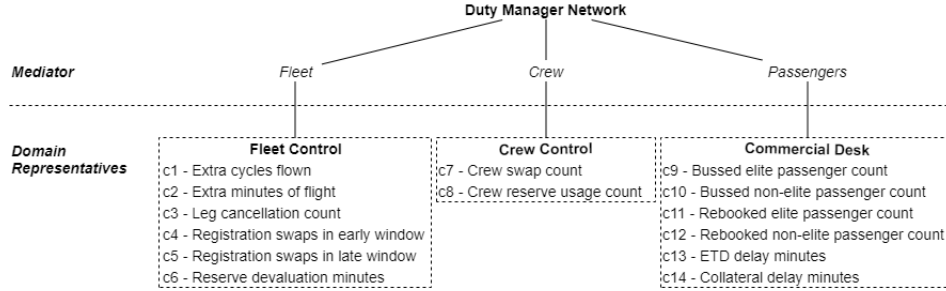 Duty Manager Network
Mediator Fleet Crew Passengers
Domain Representatives
Fleet Control
c1 - Extra cycles flown
c2 - Extra minutes of flight
c3 - Leg cancellation count
c4 - Registration swaps in early window
c5 - Registration swaps in late window
c6 - Reserve devaluation minutes
Crew Control
c7 - Crew swap count
c8 - Crew reserve usage count
Commercial Desk
c9 - Bussed elite passenger count
c10 - Bussed non-elite passenger count
c11 - Rebooked elite passenger count
c12 - Rebooked non-elite passenger count
c13 - ETD delay minutes
c14 - Collateral delay minutes